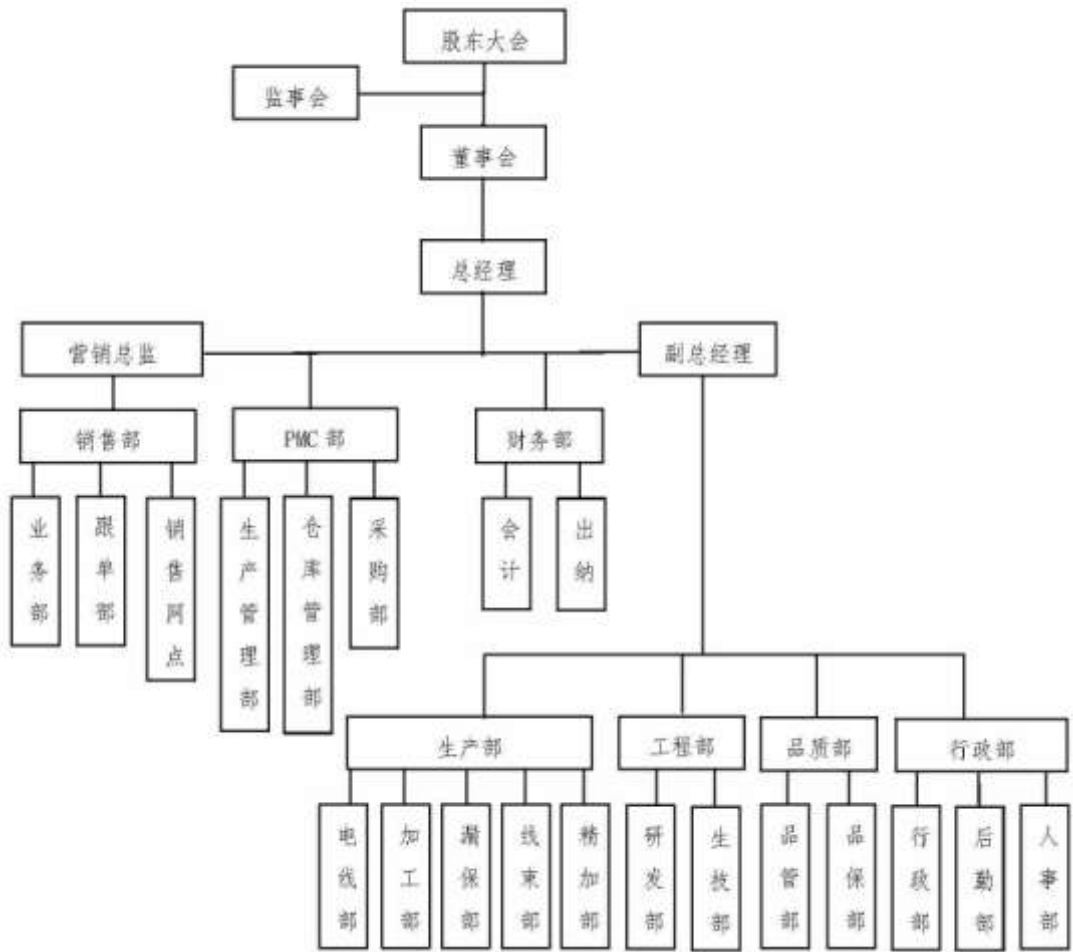 股东大会
监事会
董事会
总经理
营销总监
副总经理
销售部
PMC 部
财务部
业务部
跟单部
销售网点
生产管理部
仓库管理部
采购部
会计
出纳
生产部
工程部
品质部
行政部
电线部
加工部
漏保部
线束部
精加部
研发部
生技部
品管部
品保部
行政部
后勤部
人事部